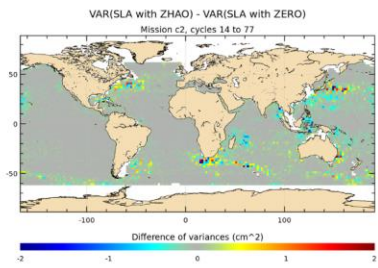 VAR(SLA with ZHAO) - VAR(SLA with ZERO)
Mission c2, cycles 14 to 77
50
0
-50
-100 0 100
Difference of variances (cm^2)
-2 -1 0 1 2